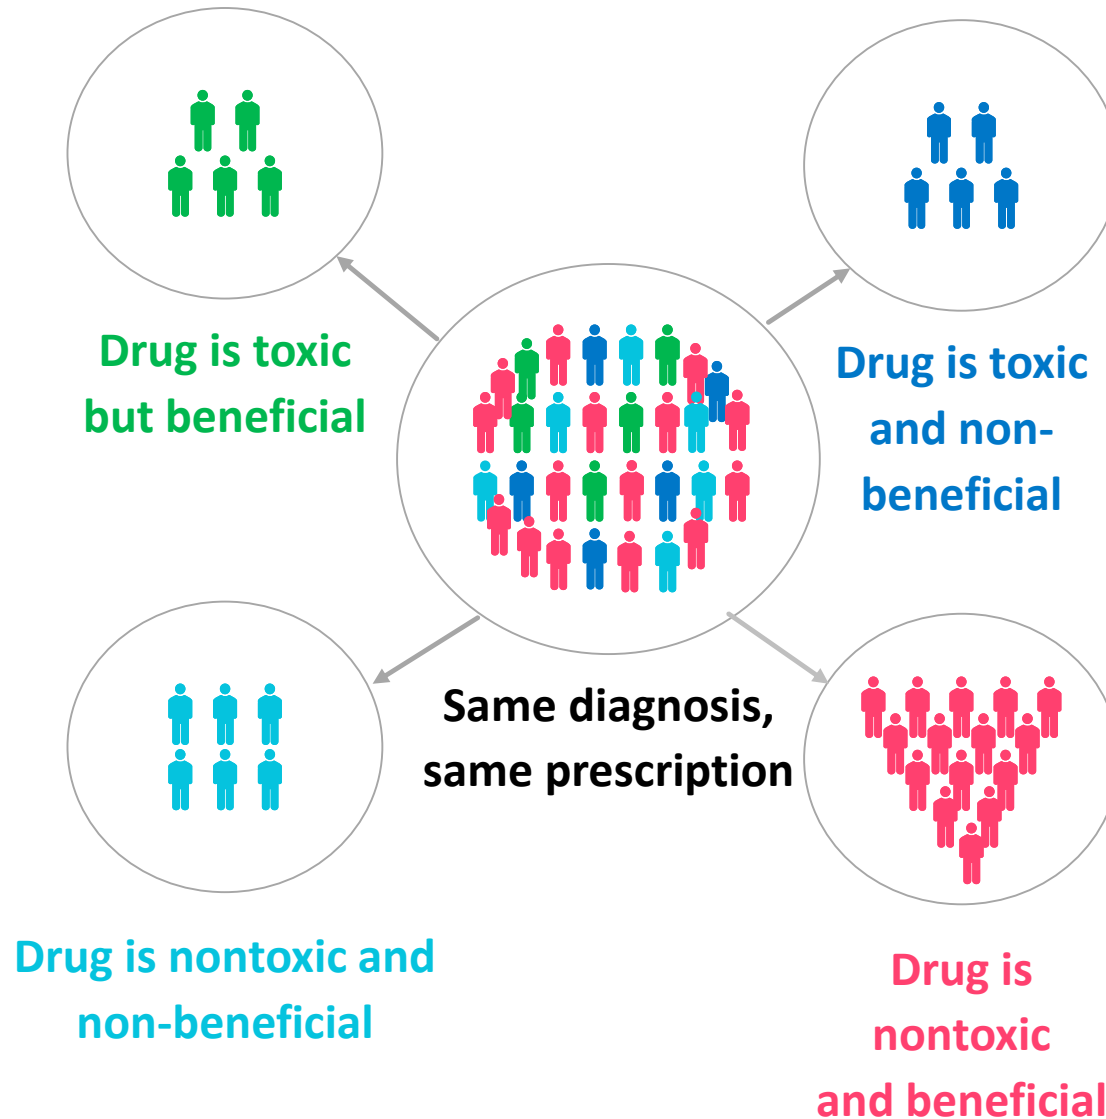 Drug is toxic
but beneficial
Drug is toxic
and non-
beneficial
Same diagnosis,
same prescription
Drug is nontoxic and
non-beneficial
Drug is
nontoxic
and beneficial